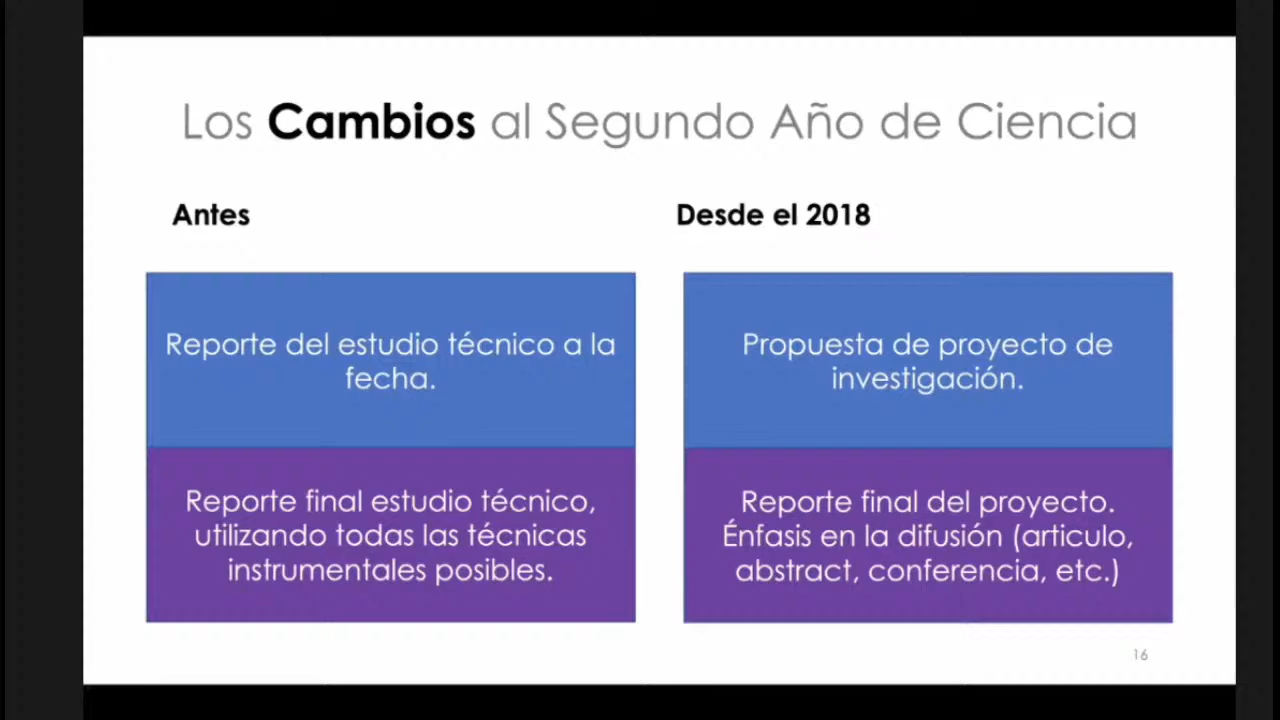 Los Cambios al Segundo Año de Ciencia
Antes
Desde el 2018
Reporte del estudio técnico a la
fecha.
Propuesta de proyecto de
investigación.
Reporte final estudio técnico,
utilizando todas las técnicas
instrumentales posibles.
Reporte final del proyecto.
Énfasis en la difusión (articulo,
abstract, conferencia, etc.)
16